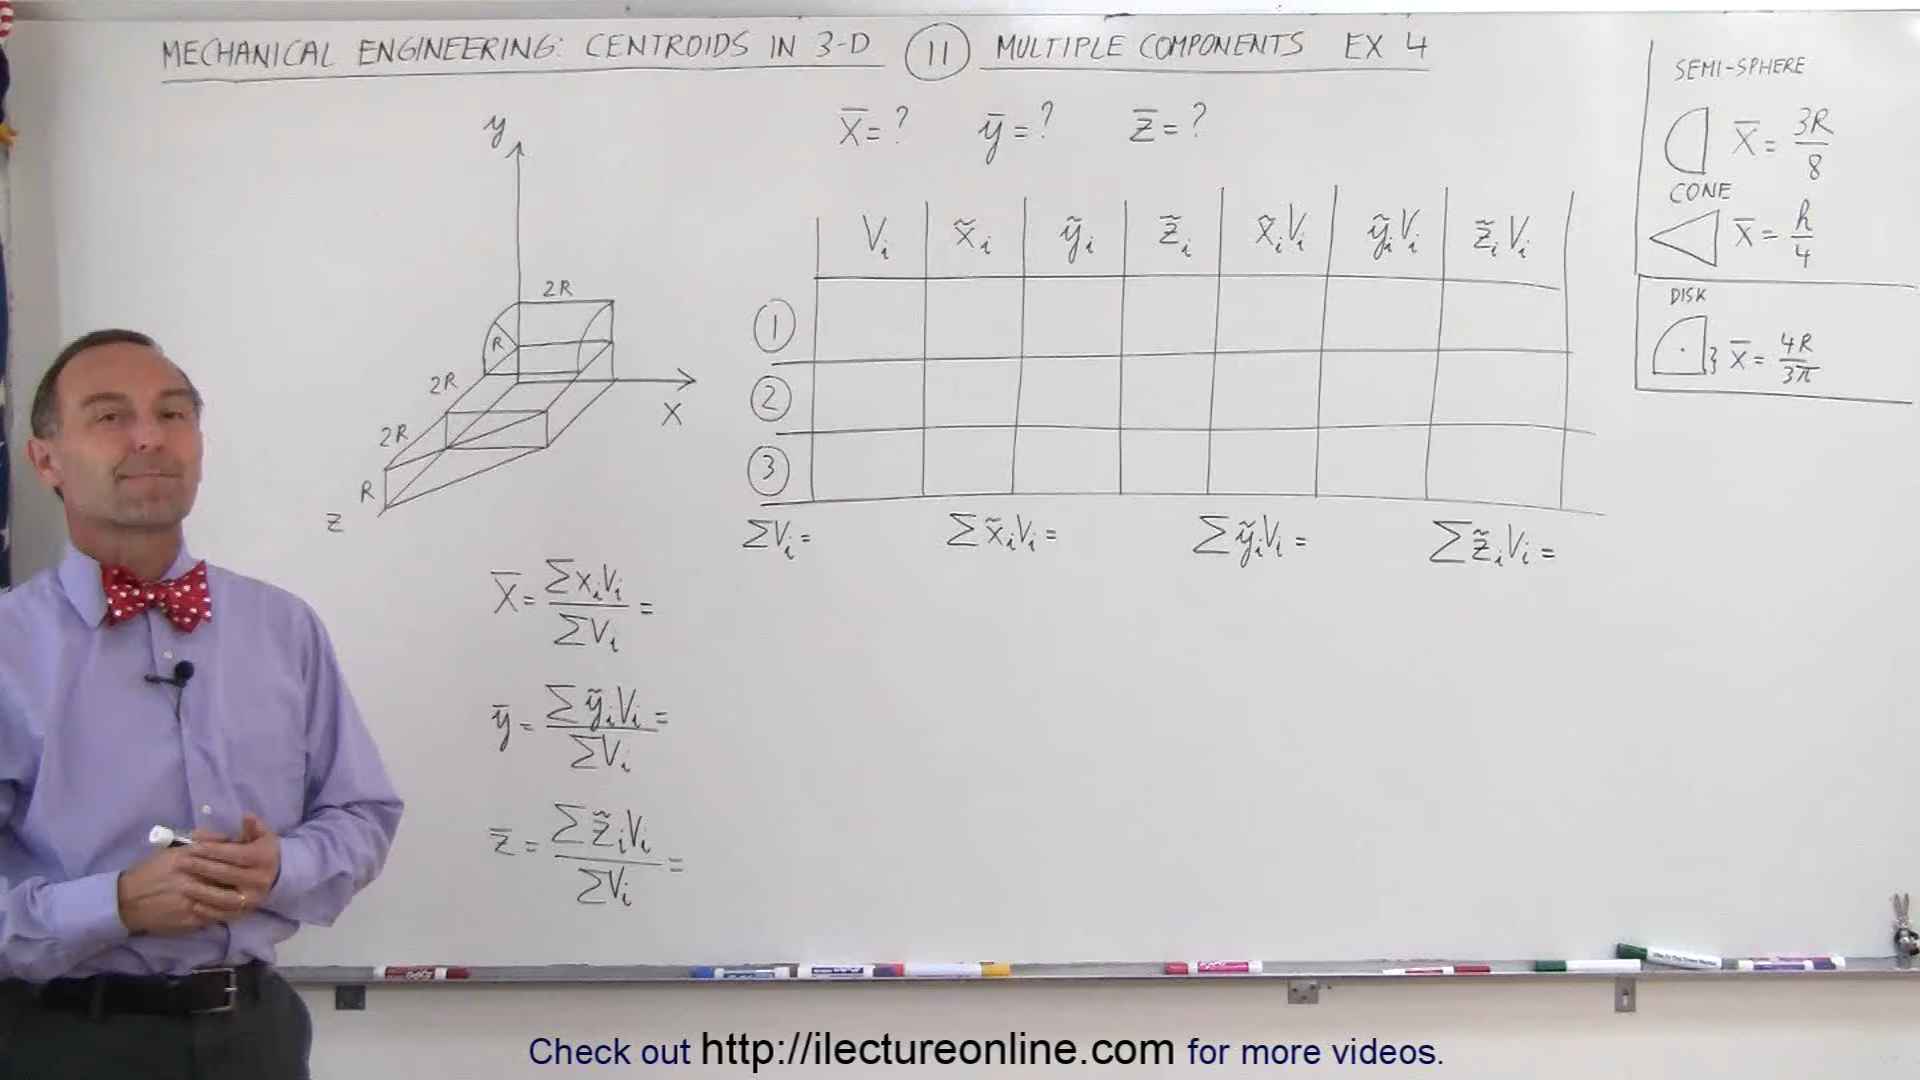 MECHANICAL ENGINEERING: CENTROIDS IN 3-D 11 MULTIPLE COMPONENTS EX 4
X̅ = ? y̅ = ? z̅ = ?
Vᵢ x̃ᵢ ỹᵢ z̃ᵢ x̃ᵢVᵢ ỹᵢVᵢ z̃ᵢVᵢ
1
2
3
ΣVᵢ = Σx̃ᵢVᵢ = ΣỹᵢVᵢ = Σz̃ᵢVᵢ =
y
2R
R
2R
X
2R
R
z
X̅ = ΣxᵢVᵢ / ΣVᵢ =
y̅ = ΣỹᵢVᵢ / ΣVᵢ =
z̅ = Σz̃ᵢVᵢ / ΣVᵢ =
SEMI-SPHERE
X̅ = 3R / 8
CONE
X̅ = h / 4
DISK
X̅ = 4R / 3π
Check out http://ilectureonline.com for more videos.